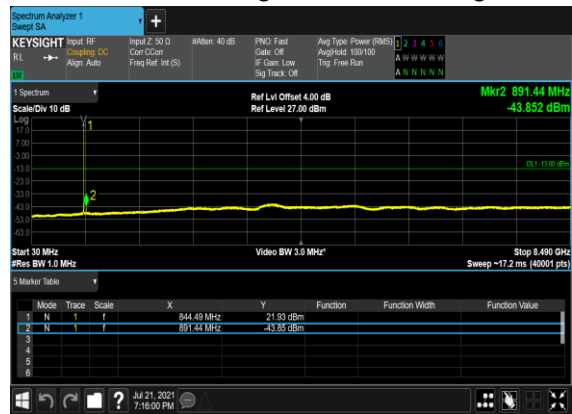 Spectrum Analyzer 1
Swept SA
+
KEYSIGHT Input: RF Input Z: 50 Ω #Atten: 40 dB PNO: Fast Avg Type: Power (RMS) 1 2 3 4 5 6
RL Coupling: DC Corr CCorr Gate: Off Avg|Hold: 100/100 A W W W W W
Align: Auto Freq Ref: Int (S) IF Gain: Low Trig: Free Run
LW Sig Track: Off A N N N N N
1 Spectrum Ref Lvl Offset 4.00 dB Mkr2 891.44 MHz
Scale/Div 10 dB Ref Level 27.00 dBm -43.852 dBm
Log
17.0 1
7.00
-3.00
-13.0 DL1 -13.00 dBm
-23.0
-33.0
-43.0 2
-53.0
-63.0
Start 30 MHz Video BW 3.0 MHz* Stop 8.490 GHz
#Res BW 1.0 MHz Sweep ~17.2 ms (40001 pts)
5 Marker Table
Mode Trace Scale X Y Function Function Width Function Value
1 N 1 f 844.49 MHz 21.93 dBm
2 N 1 f 891.44 MHz -43.85 dBm
3
4
5
6
? Jul 21, 2021
7:16:00 PM